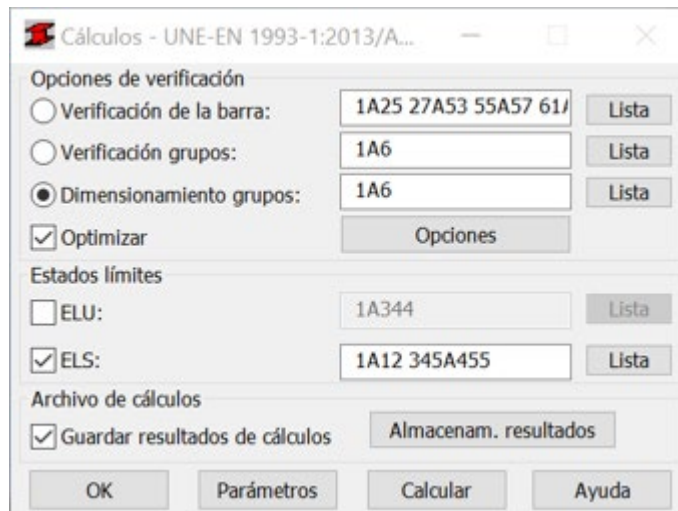 Cálculos - UNE-EN 1993-1:2013/A...
Opciones de verificación
Verificación de la barra: 1A25 27A53 55A57 61A Lista
Verificación grupos: 1A6 Lista
Dimensionamiento grupos: 1A6 Lista
Optimizar Opciones
Estados límites
ELU: 1A344 Lista
ELS: 1A12 345A455 Lista
Archivo de cálculos
Guardar resultados de cálculos Almacenam. resultados
OK Parámetros Calcular Ayuda